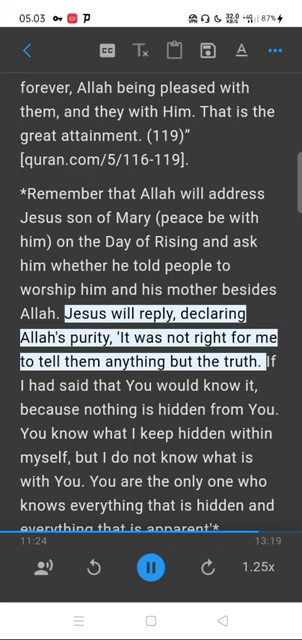 05.03
32.0
KB/S
4G
87%
CC
forever, Allah being pleased with
them, and they with Him. That is the
great attainment. (119)”
[quran.com/5/116-119].
*Remember that Allah will address
Jesus son of Mary (peace be with
him) on the Day of Rising and ask
him whether he told people to
worship him and his mother besides
Allah. Jesus will reply, declaring
Allah's purity, 'It was not right for me
to tell them anything but the truth. If
I had said that You would know it,
because nothing is hidden from You.
You know what I keep hidden within
myself, but I do not know what is
with You. You are the only one who
knows everything that is hidden and
everything that is apparent'*
11:24
13:19
1.25x